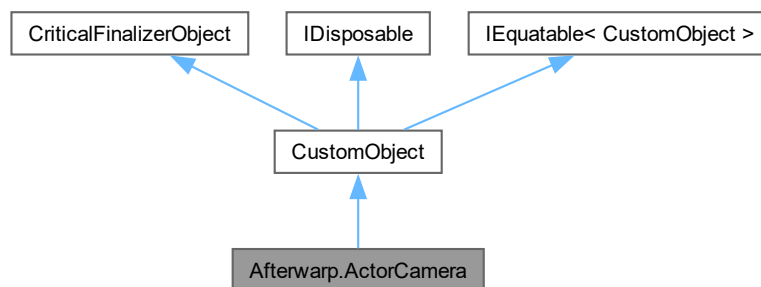 CriticalFinalizerObject
IDisposable
IEquatable< CustomObject >
CustomObject
Afterwarp.ActorCamera